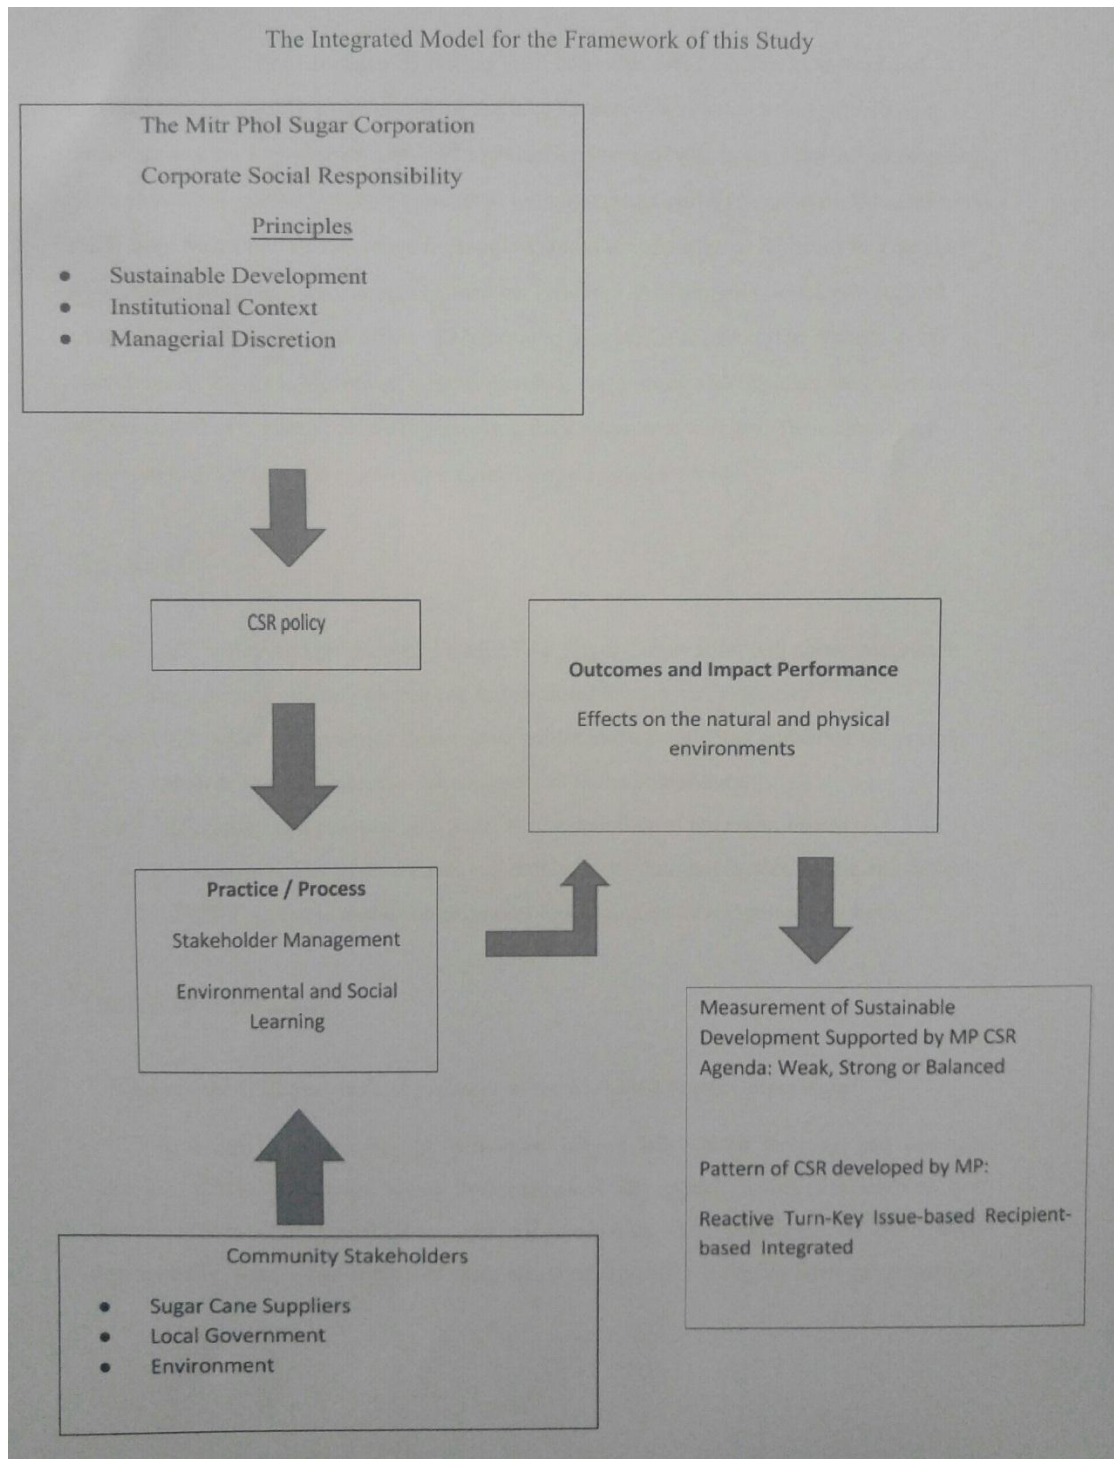 The Integrated Model for the Framework of this Study
The Mitr Phol Sugar Corporation
Corporate Social Responsibility
Principles
• Sustainable Development
• Institutional Context
• Managerial Discretion
CSR policy
Outcomes and Impact Performance
Effects on the natural and physical
environments
Practice / Process
Stakeholder Management
Environmental and Social
Learning
Measurement of Sustainable
Development Supported by MP CSR
Agenda: Weak, Strong or Balanced
Pattern of CSR developed by MP:
Reactive Turn-Key Issue-based Recipient-
based Integrated
Community Stakeholders
• Sugar Cane Suppliers
• Local Government
• Environment